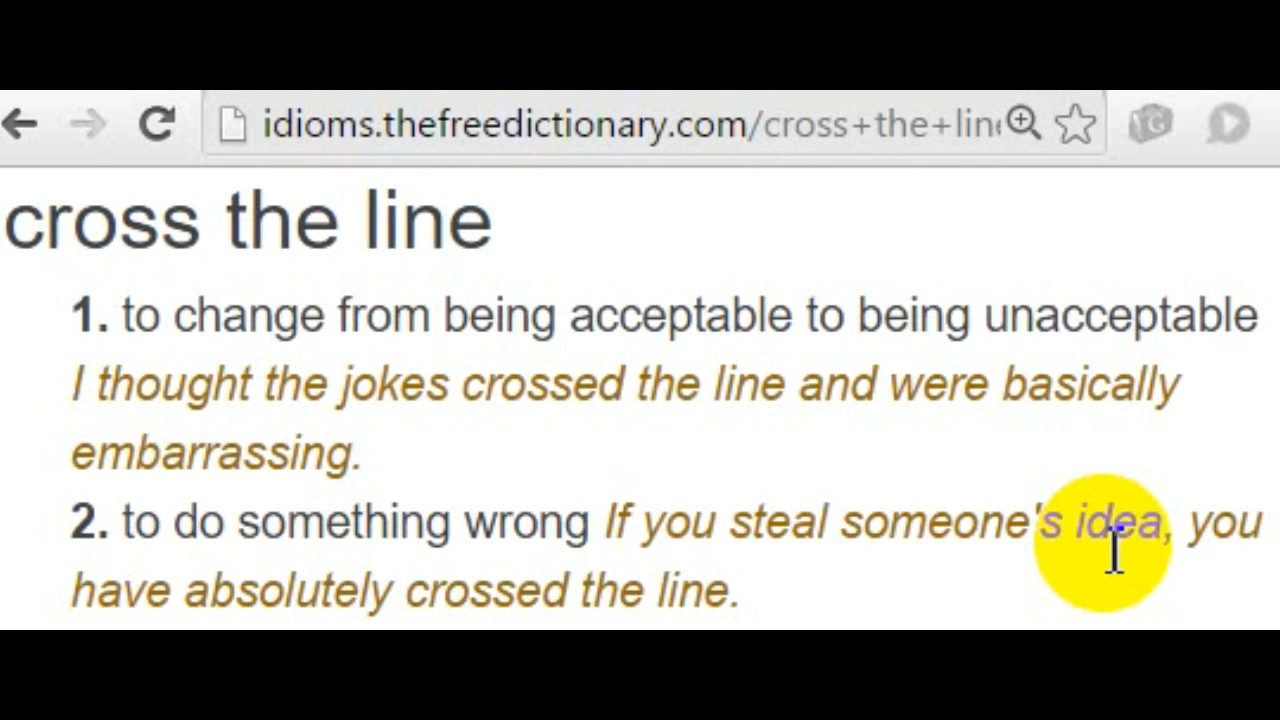 idioms.thefreedictionary.com/cross+the+line
cross the line
1. to change from being acceptable to being unacceptable
I thought the jokes crossed the line and were basically
embarrassing.
2. to do something wrong If you steal someone's idea, you
have absolutely crossed the line.